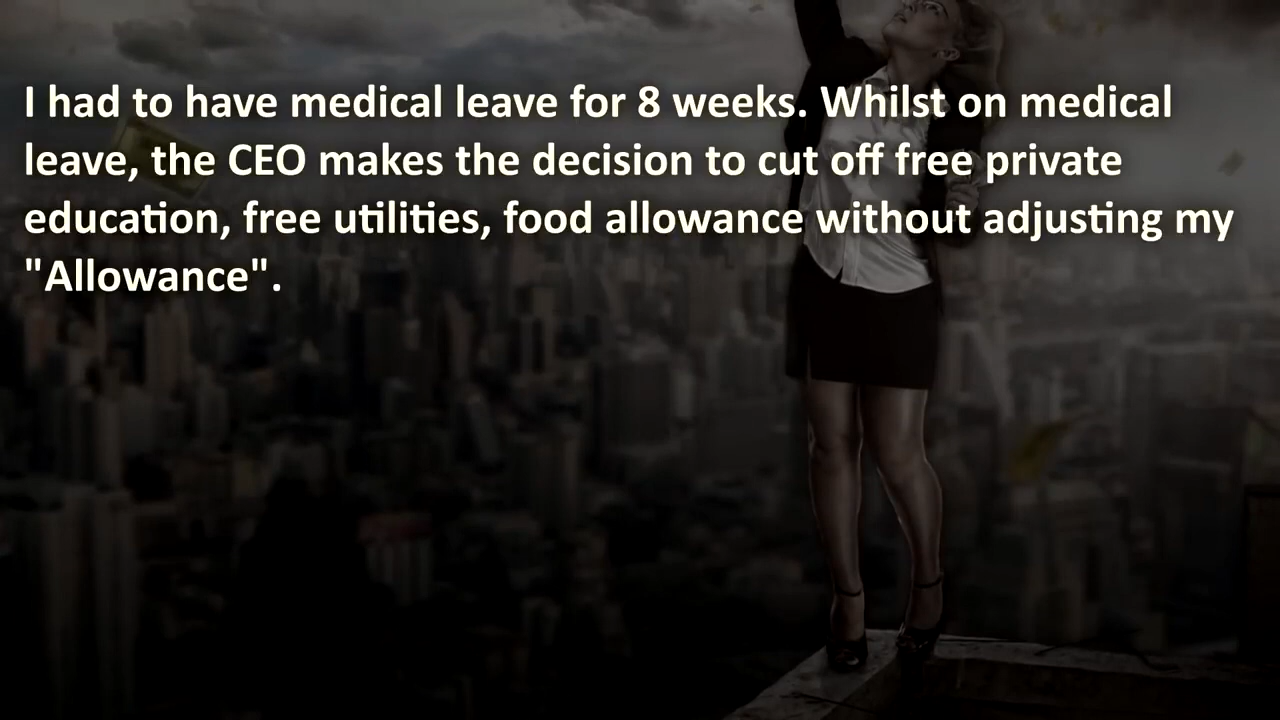 I had to have medical leave for 8 weeks. Whilst on medical
leave, the CEO makes the decision to cut off free private
education, free utilities, food allowance without adjusting my
"Allowance".